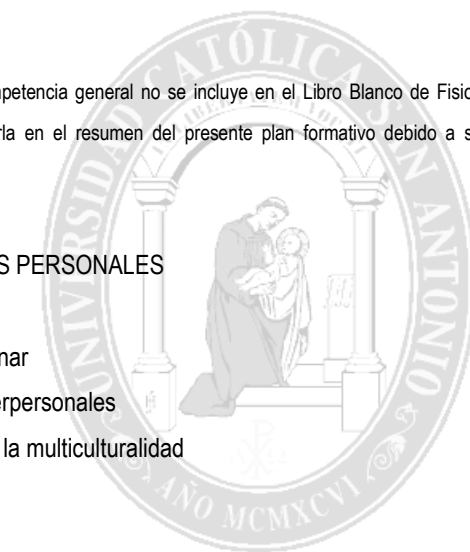 petencia general no se incluye en el Libro Blanco de Fisio
rla en el resumen del presente plan formativo debido a s
S PERSONALES
nar
erpersonales
la multiculturalidad
UNIVERSIDAD CATÓLICA SAN ANTONIO
AÑO MCMXCVI